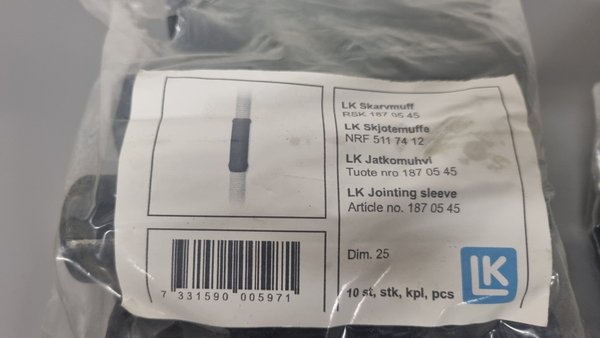 LK Skarvmuff
RSK 187 05 45
LK Skjotemuffe
NRF 511 74 12
LK Jatkomuhvi
Tuote nro 187 05 45
LK Jointing sleeve
Article no. 187 05 45
Dim. 25
10 st, stk, kpl, pcs
LK
7 331590 005971